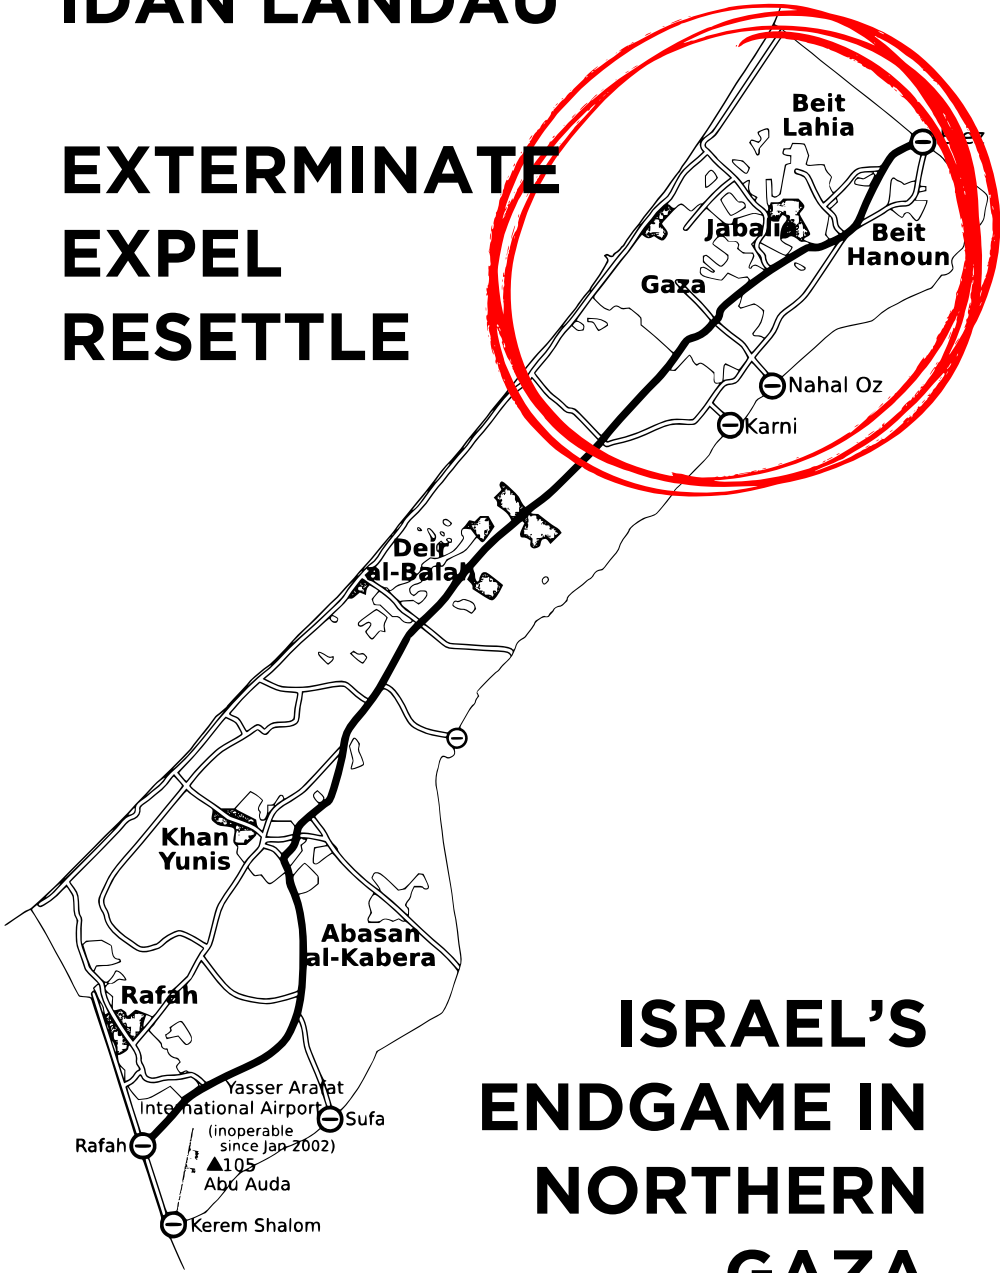 IDAN LANDAU
EXTERMINATE
EXPEL
RESETTLE
Beit
Lahia
Jabalia
Beit
Hanoun
Gaza
Nahal Oz
Karni
Deir
al-Balah
Khan
Yunis
Abasan
al-Kabera
Rafah
Yasser Arafat
International Airport
(inoperable
since Jan 2002)
Sufa
Rafah
105
Abu Auda
Kerem Shalom
ISRAEL’S
ENDGAME IN
NORTHERN
GAZA